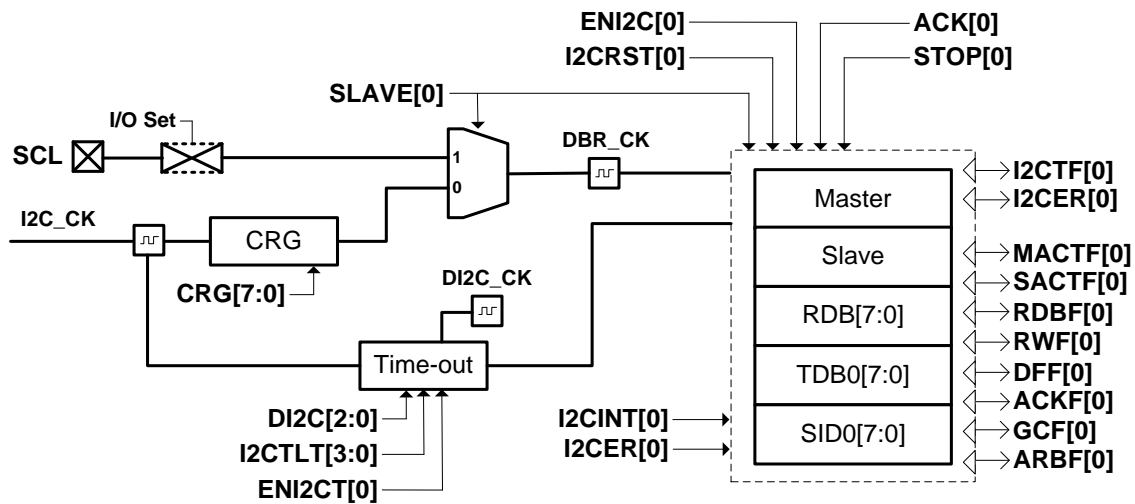 ENI2C[0]
ACK[0]
I2CRST[0]
STOP[0]
SLAVE[0]
I/O Set
SCL
1
0
DBR_CK
I2C_CK
CRG
CRG[7:0]
DI2C_CK
Time-out
DI2C[2:0]
I2CTLT[3:0]
ENI2CT[0]
I2CINT[0]
I2CER[0]
Master
Slave
RDB[7:0]
TDB0[7:0]
SID0[7:0]
I2CTF[0]
I2CER[0]
MACTF[0]
SACTF[0]
RDBF[0]
RWF[0]
DFF[0]
ACKF[0]
GCF[0]
ARBF[0]